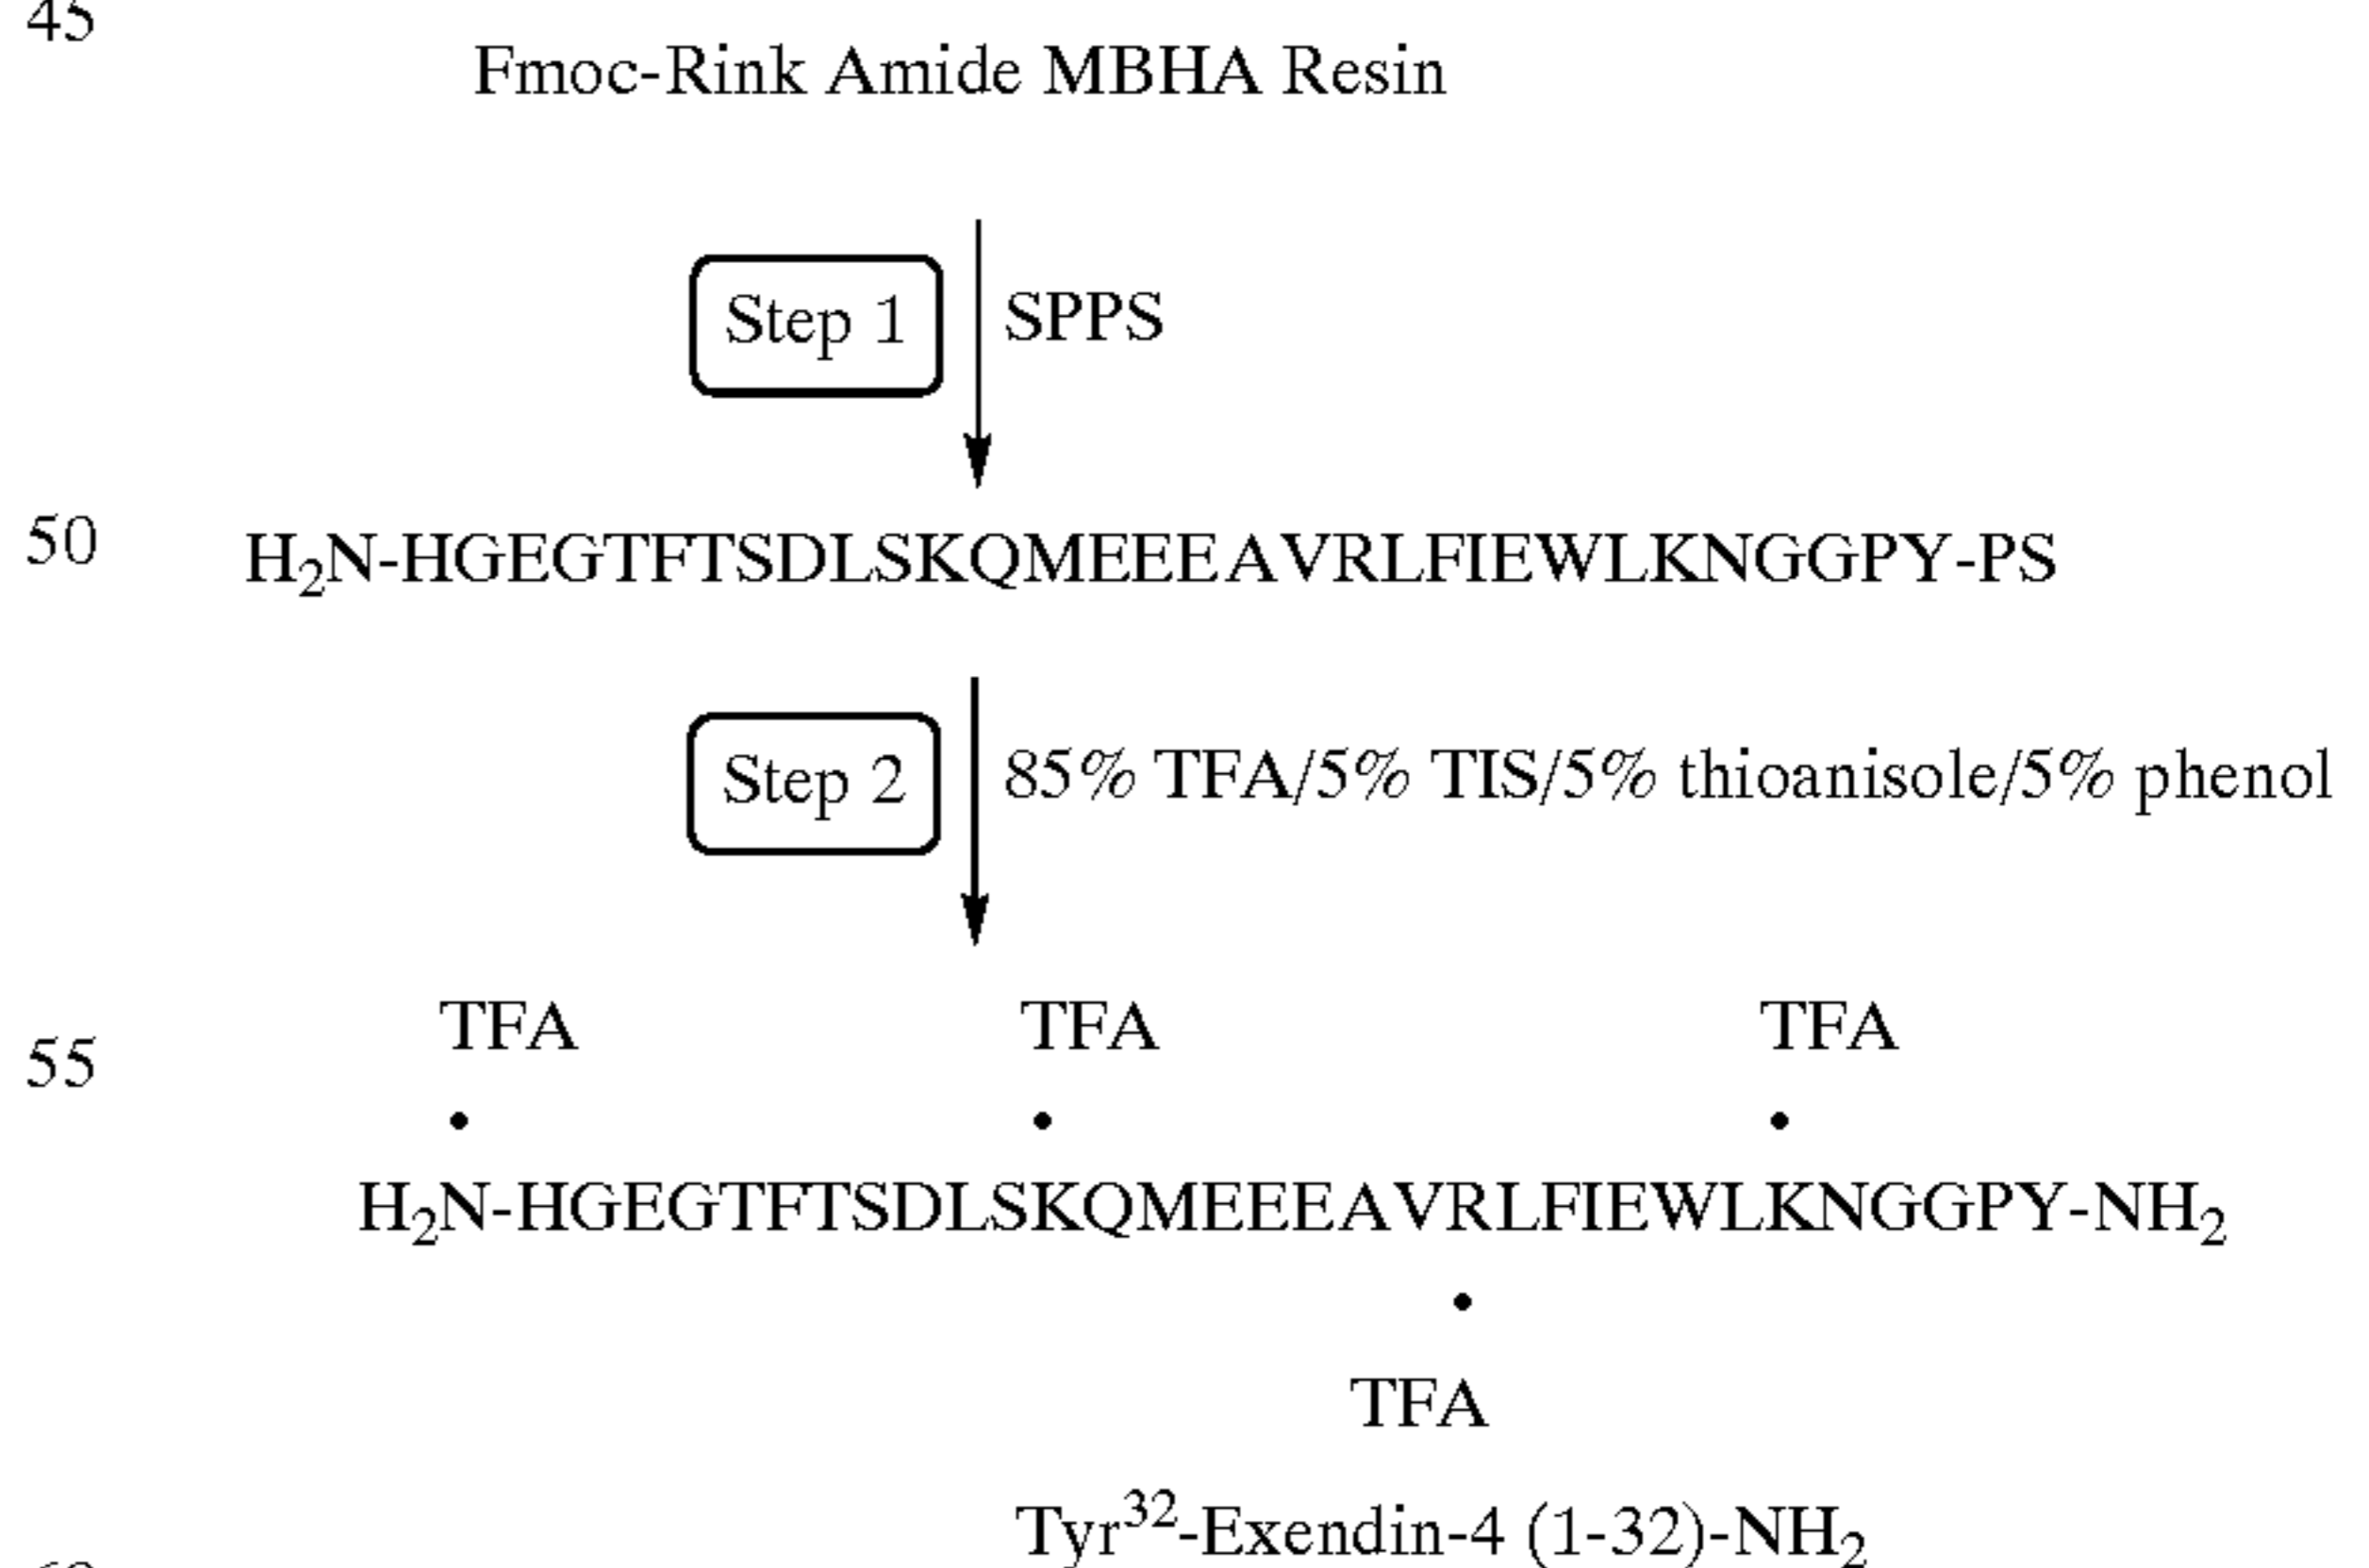 45
Fmoc-Rink Amide MBHA Resin
Step 1 SPPS
50 H₂N-HGEGTFTSDLSKQMEEEAVRLFIEWLKNGGPY-PS
Step 2 85% TFA/5% TIS/5% thioanisole/5% phenol
TFA TFA TFA
55
• • •
H₂N-HGEGTFTSDLSKQMEEEAVRLFIEWLKNGGPY-NH₂
•
TFA
Tyr³²-Exendin-4 (1-32)-NH₂